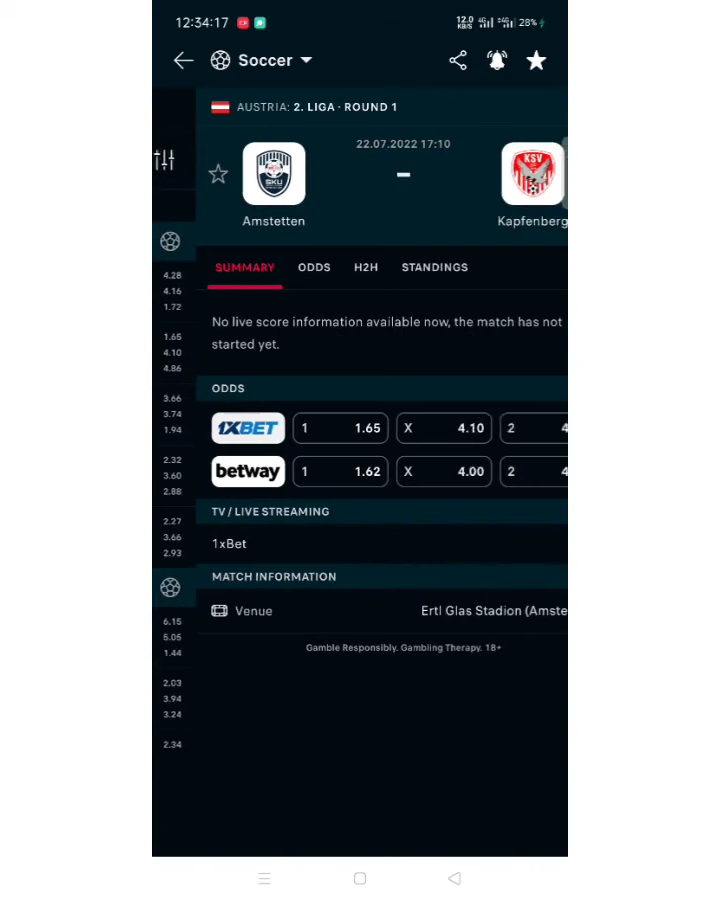 12:34:17 12.0 KB/S 4G 4G 28%
Soccer
AUSTRIA: 2. LIGA · ROUND 1
22.07.2022 17:10
SKU
KSV
-
Amstetten Kapfenberg
SUMMARY ODDS H2H STANDINGS
No live score information available now, the match has not
started yet.
ODDS
1XBET 1 1.65 X 4.10 2 4
betway 1 1.62 X 4.00 2 4
TV / LIVE STREAMING
1xBet
MATCH INFORMATION
Venue Ertl Glas Stadion (Amste
Gamble Responsibly. Gambling Therapy. 18+
4.28
4.16
1.72
1.65
4.10
4.86
3.66
3.74
1.94
2.32
3.60
2.88
2.27
3.66
2.93
6.15
5.05
1.44
2.03
3.94
3.24
2.34